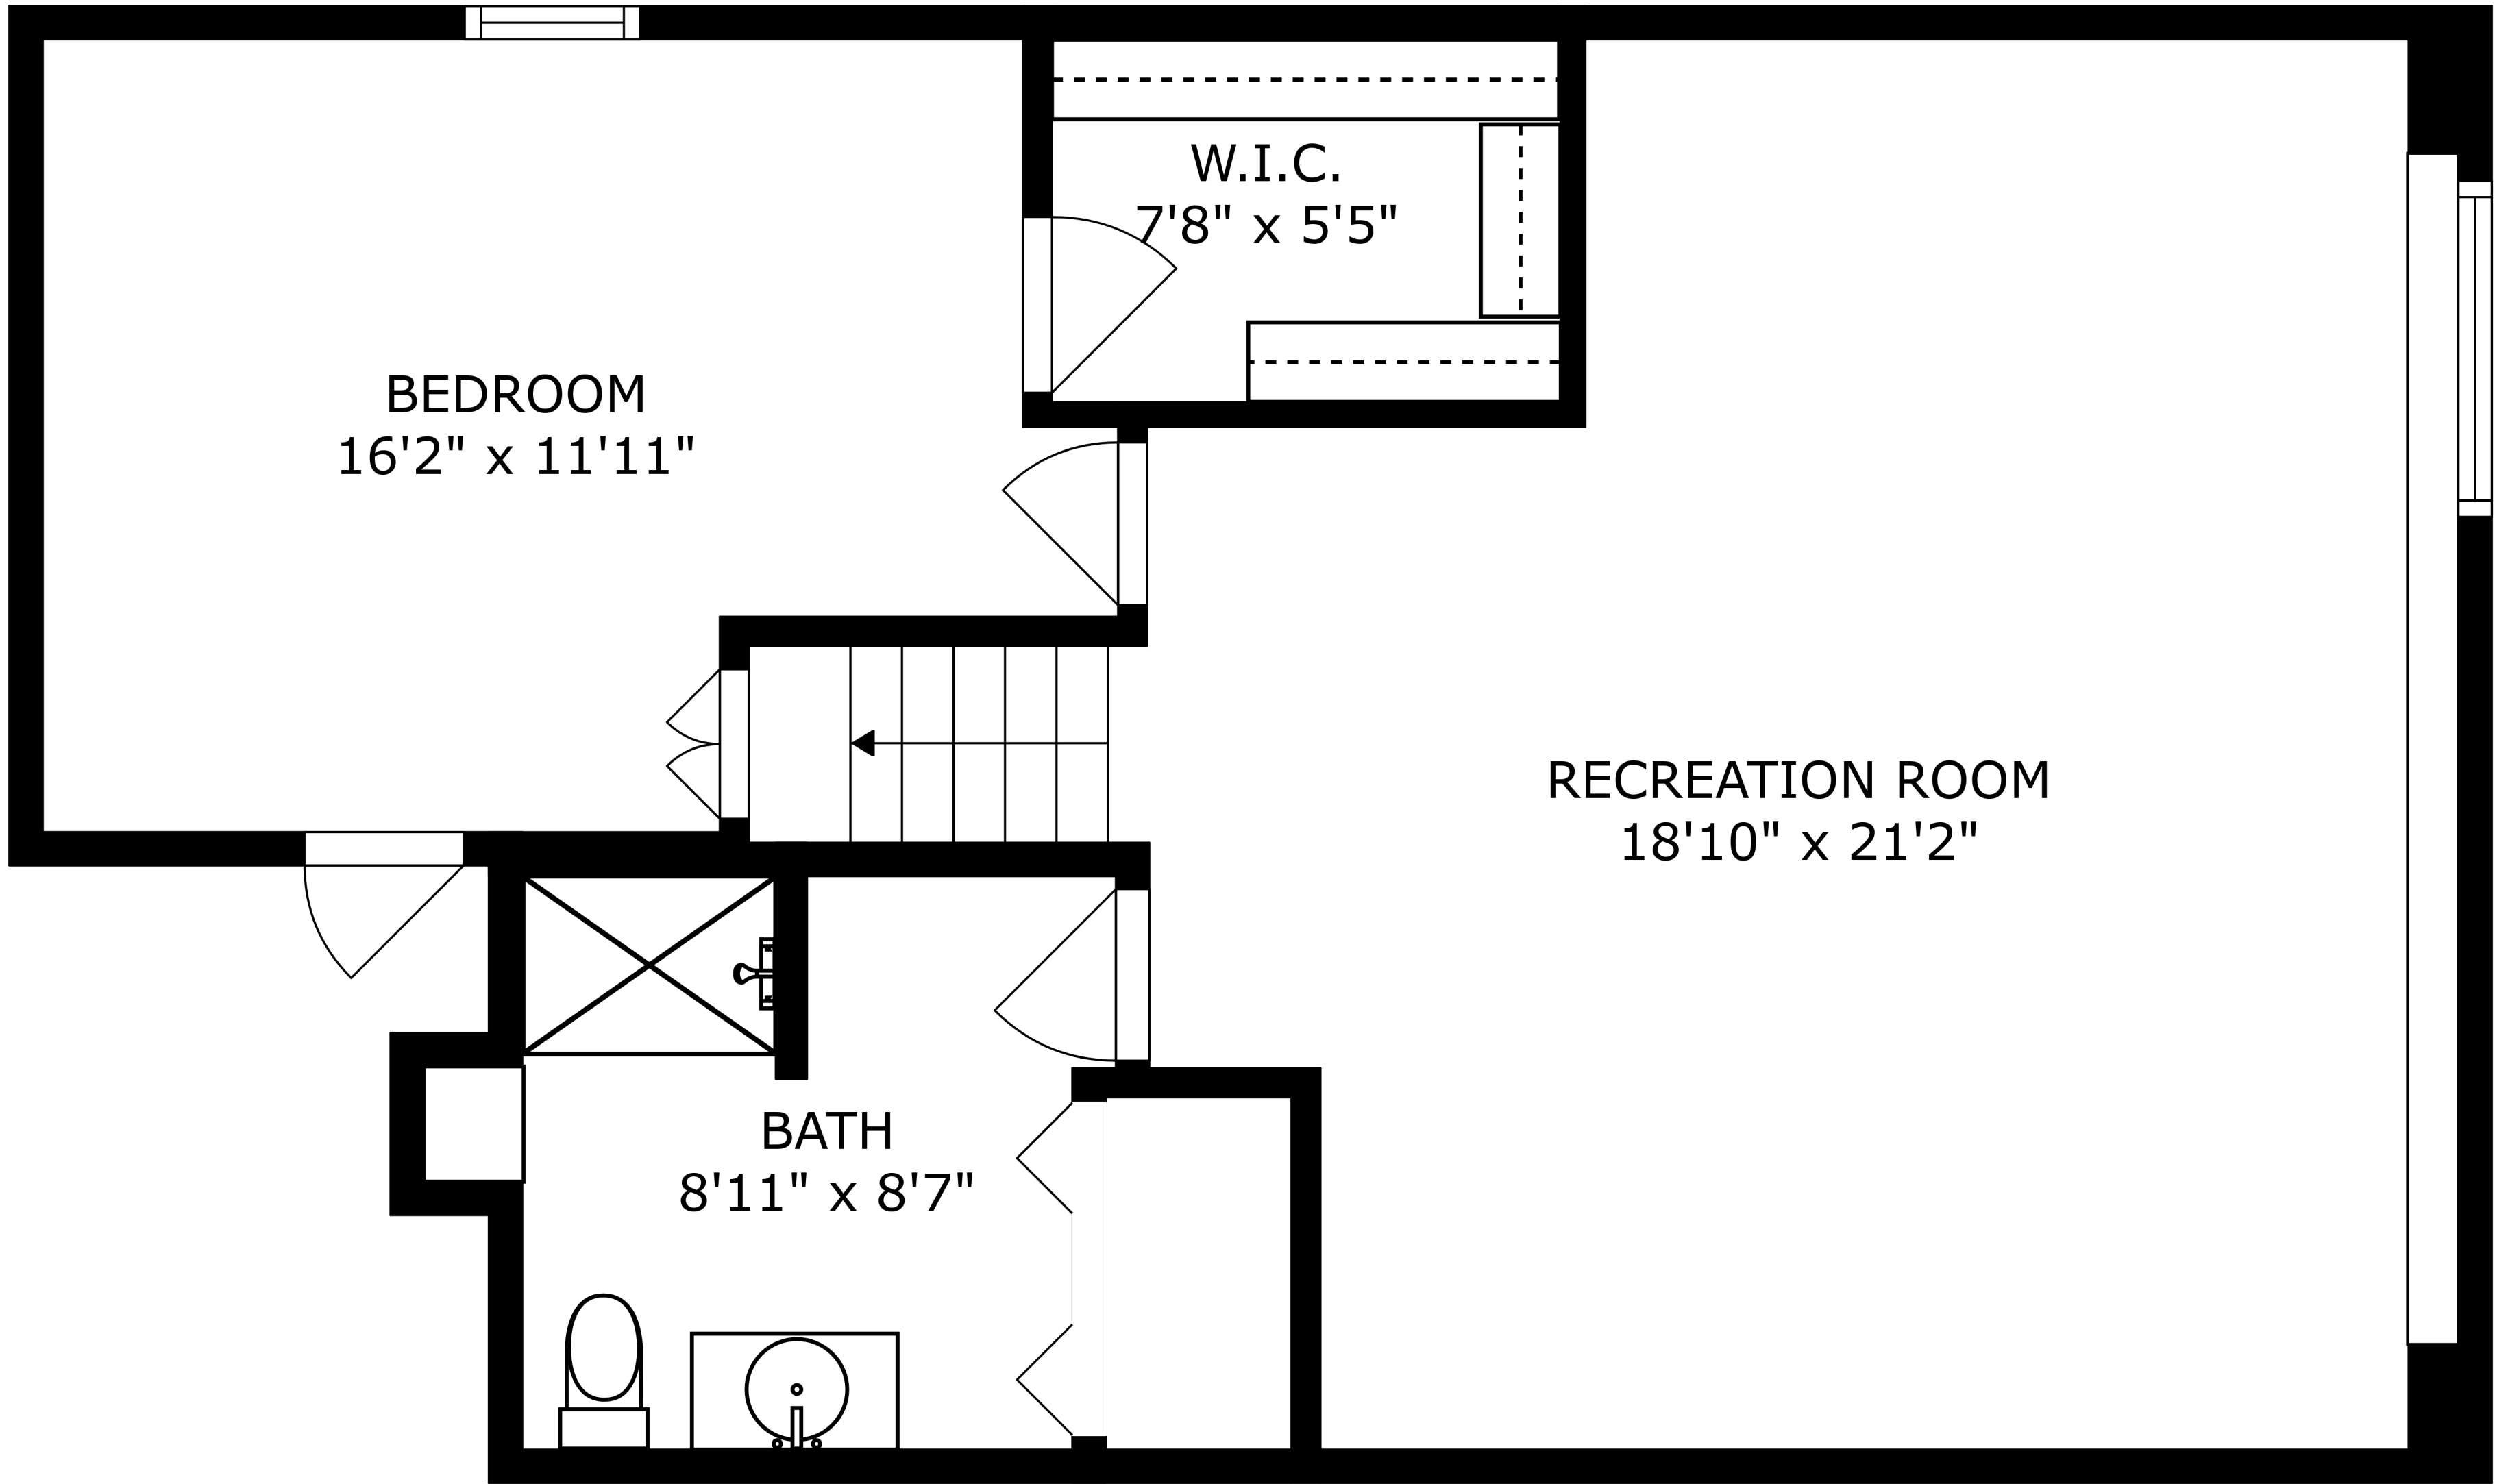 W.I.C.
7'8" x 5'5"
BEDROOM
16'2" x 11'11"
RECREATION ROOM
18'10" x 21'2"
BATH
8'11" x 8'7"